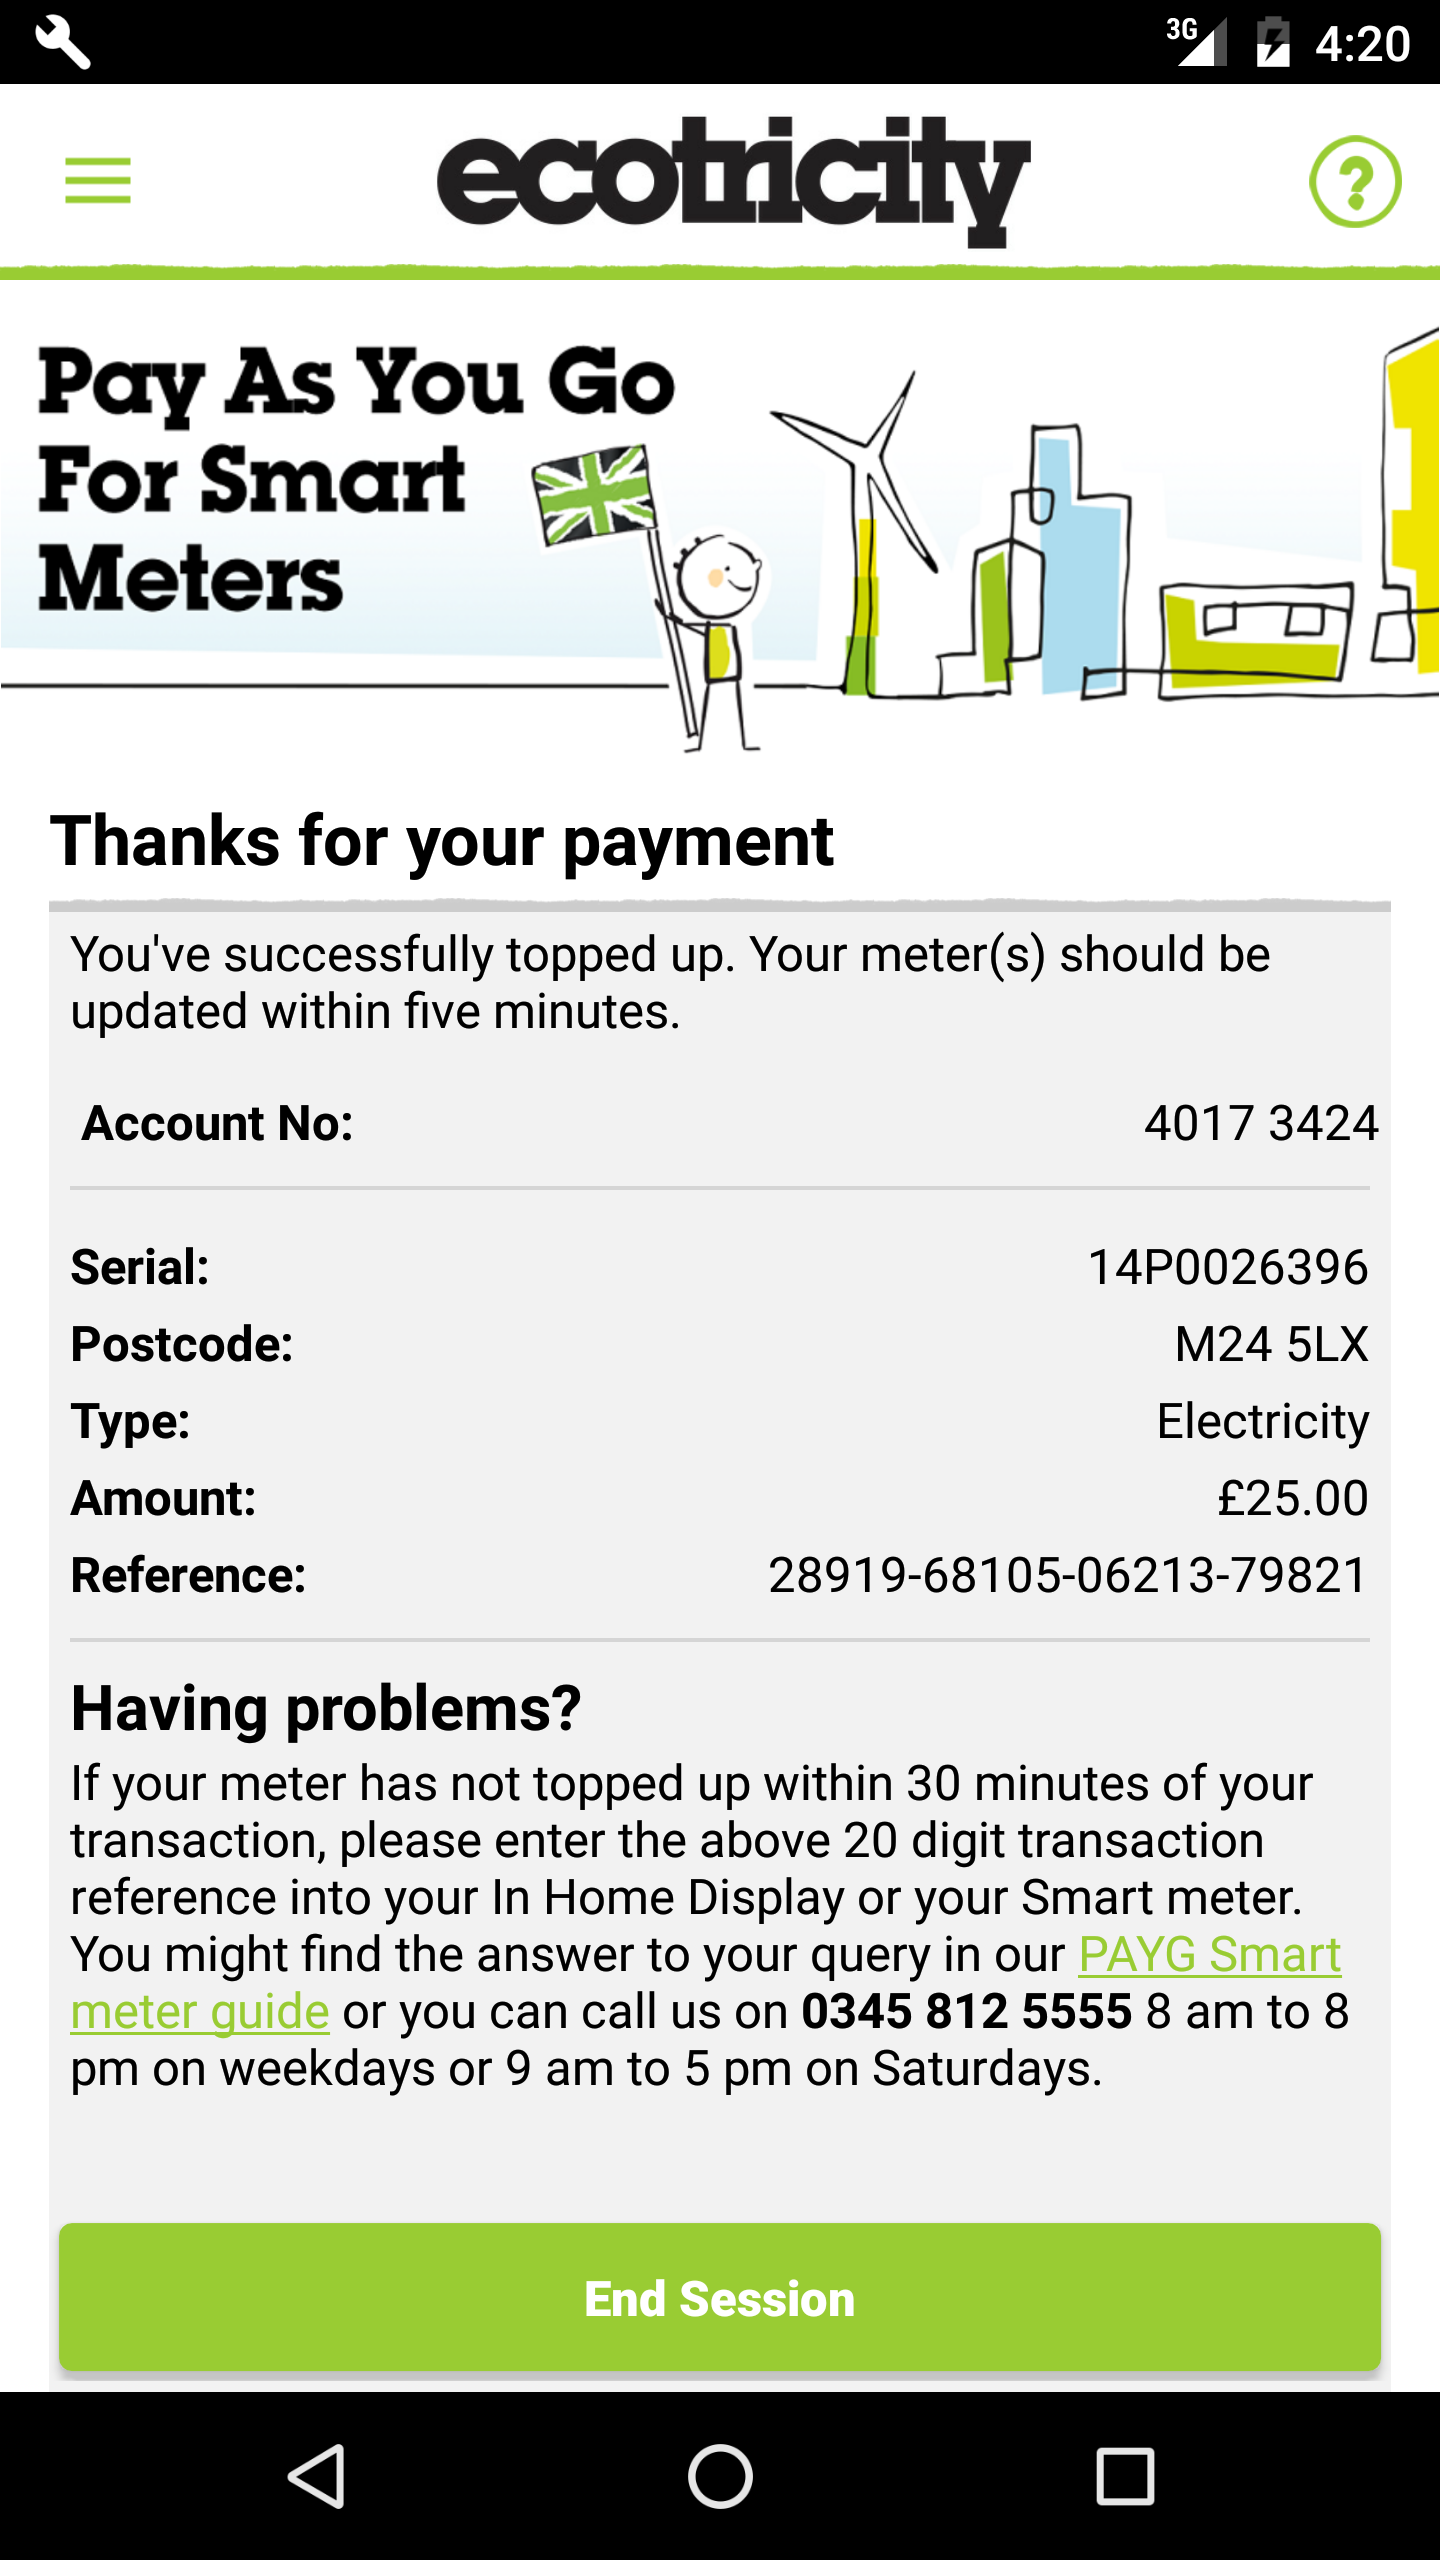 3G 4:20
ecotricity
?
Pay As You Go
For Smart
Meters
Thanks for your payment
You've successfully topped up. Your meter(s) should be
updated within five minutes.
Account No: 4017 3424
Serial: 14P0026396
Postcode: M24 5LX
Type: Electricity
Amount: £25.00
Reference: 28919-68105-06213-79821
Having problems?
If your meter has not topped up within 30 minutes of your
transaction, please enter the above 20 digit transaction
reference into your In Home Display or your Smart meter.
You might find the answer to your query in our PAYG Smart
meter guide or you can call us on 0345 812 5555 8 am to 8
pm on weekdays or 9 am to 5 pm on Saturdays.
End Session